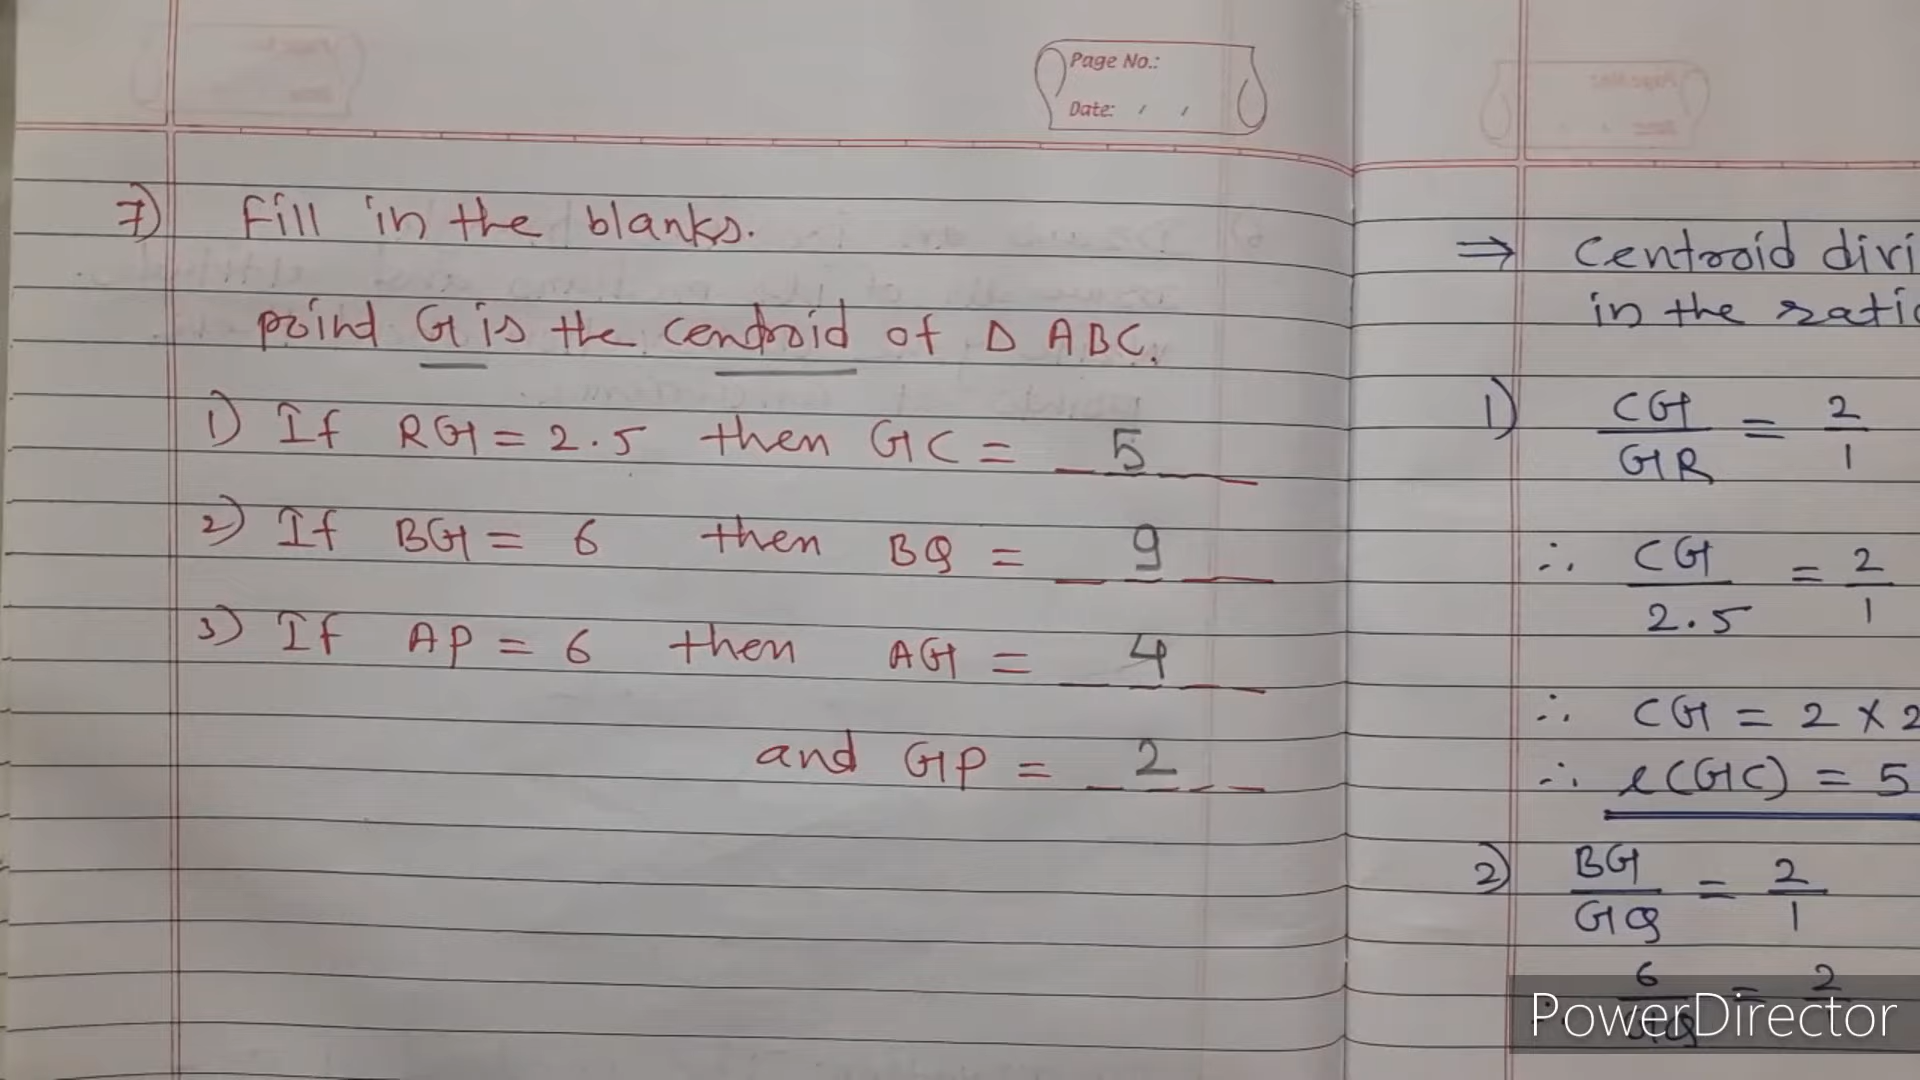 Page No.:
Date: / /
7) Fill in the blanks.
point G is the centroid of Δ ABC.
1) If RG = 2.5 then GC = 5
2) If BG = 6 then BQ = 9
3) If AP = 6 then AG = 4
and GP = 2
⇒ Centroid divi
in the ratio
1) CG/GR = 2/1
∴ CG/2.5 = 2/1
∴ CG = 2 × 2
∴ l(GC) = 5
2) BG/GQ = 2/1
6/GQ = 2
PowerDirector